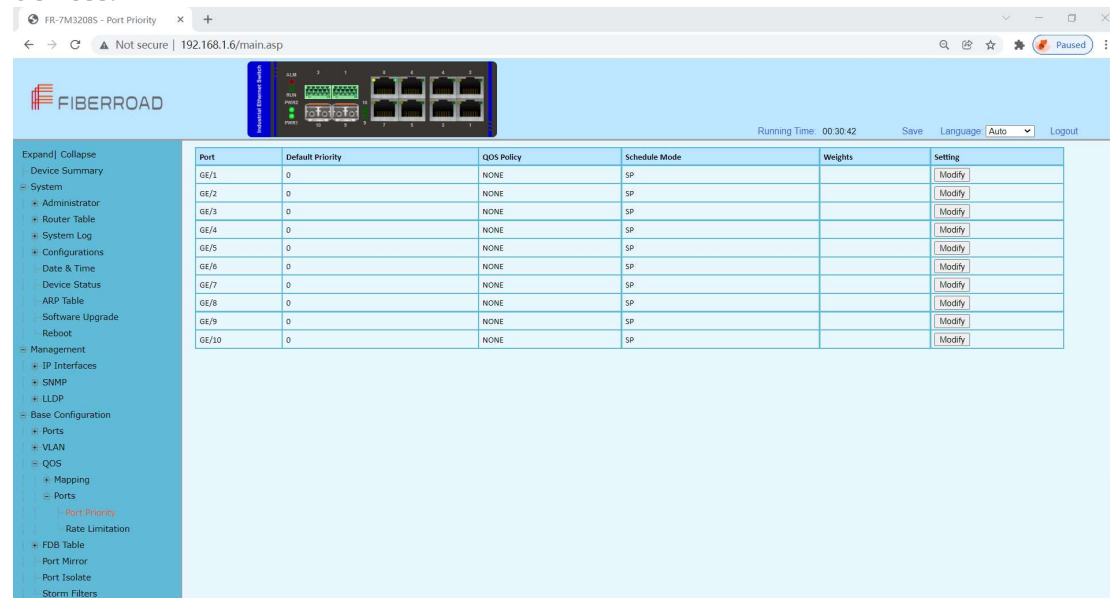 FR-7M3208S - Port Priority
Not secure | 192.168.1.6/main.asp
Paused
FIBERROAD
Industrial Ethernet Switch
ALM
RUN
PWR2
PWR1
Running Time: 00:30:42 Save Language: Auto Logout
Expand| Collapse
Device Summary
System
Administrator
Router Table
System Log
Configurations
Date & Time
Device Status
ARP Table
Software Upgrade
Reboot
Management
IP Interfaces
SNMP
LLDP
Base Configuration
Ports
VLAN
QOS
Mapping
Ports
Port Priority
Rate Limitation
FDB Table
Port Mirror
Port Isolate
Storm Filters
Port Default Priority QOS Policy Schedule Mode Weights Setting
GE/1 0 NONE SP Modify
GE/2 0 NONE SP Modify
GE/3 0 NONE SP Modify
GE/4 0 NONE SP Modify
GE/5 0 NONE SP Modify
GE/6 0 NONE SP Modify
GE/7 0 NONE SP Modify
GE/8 0 NONE SP Modify
GE/9 0 NONE SP Modify
GE/10 0 NONE SP Modify